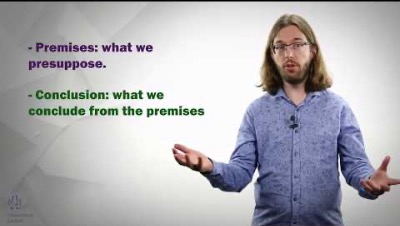 - Premises: what we
presuppose.
- Conclusion: what we
conclude from the premises